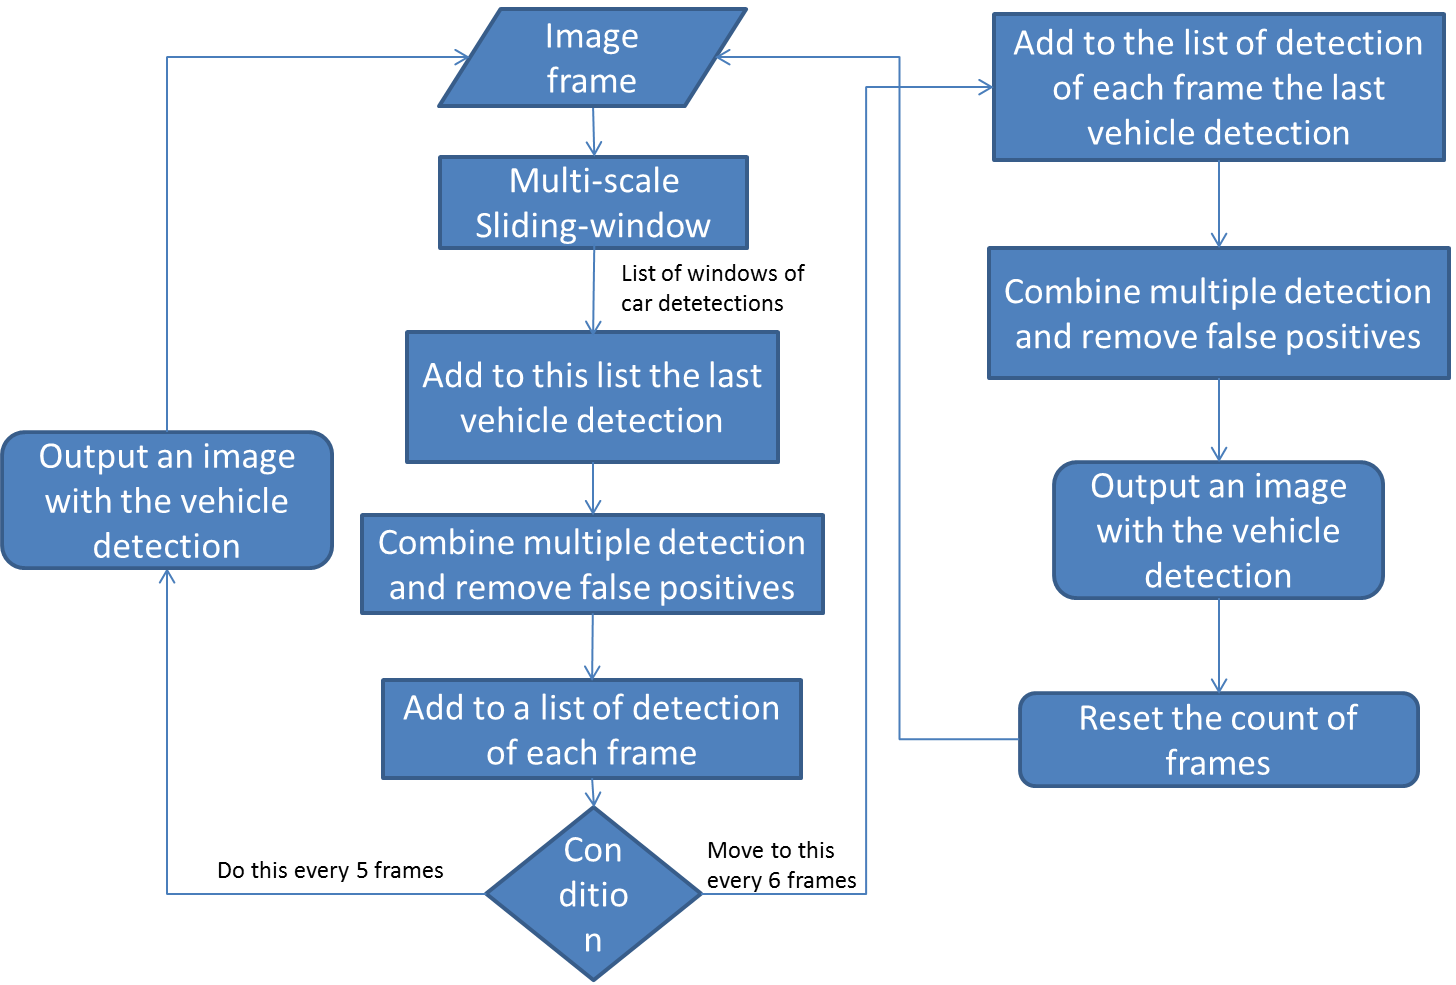 Image
frame
Multi-scale
Sliding-window
List of windows of
car detetections
Add to this list the last
vehicle detection
Combine multiple detection
and remove false positives
Add to a list of detection
of each frame
Con
ditio
n
Do this every 5 frames
Output an image
with the vehicle
detection
Move to this
every 6 frames
Add to the list of detection
of each frame the last
vehicle detection
Combine multiple detection
and remove false positives
Output an image
with the vehicle
detection
Reset the count of
frames